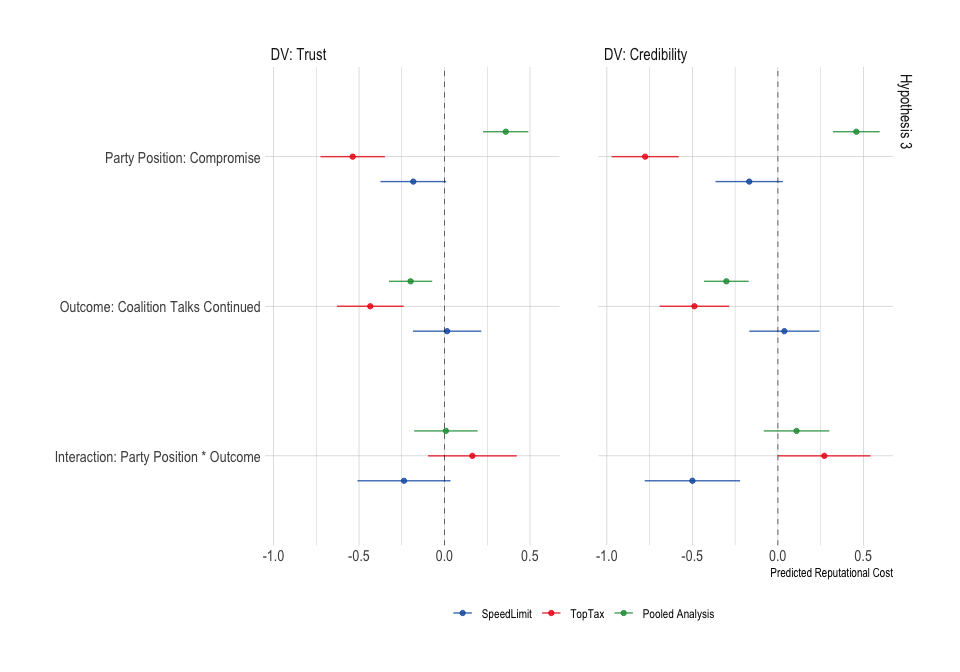 DV: Trust
DV: Credibility
Hypothesis 3
Party Position: Compromise
Outcome: Coalition Talks Continued
Interaction: Party Position * Outcome
-1.0 -0.5 0.0 0.5
-1.0 -0.5 0.0 0.5
Predicted Reputational Cost
SpeedLimit TopTax Pooled Analysis